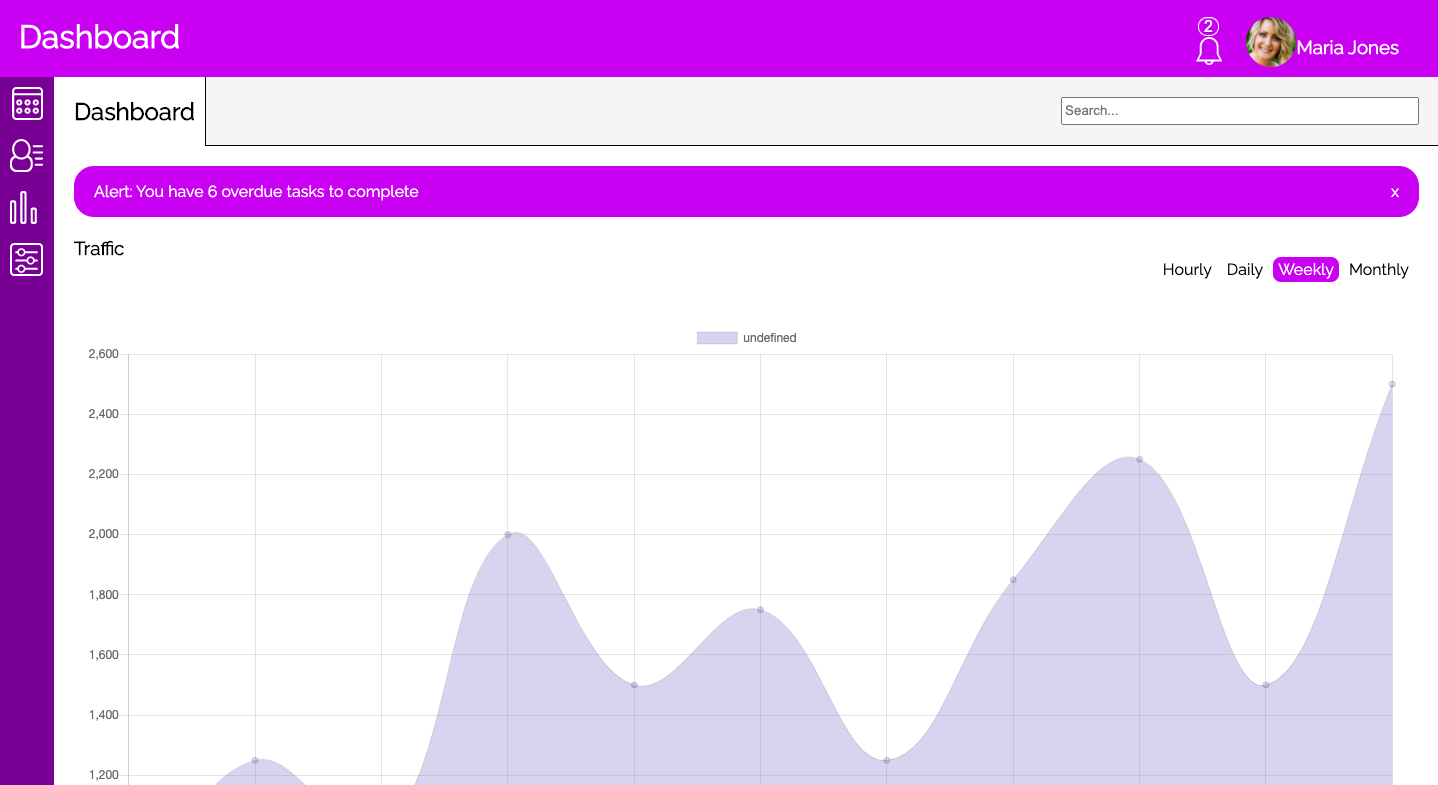 Dashboard
2
Maria Jones
Dashboard
Search...
Alert: You have 6 overdue tasks to complete
x
Traffic
Hourly Daily Weekly Monthly
undefined
2,600
2,400
2,200
2,000
1,800
1,600
1,400
1,200